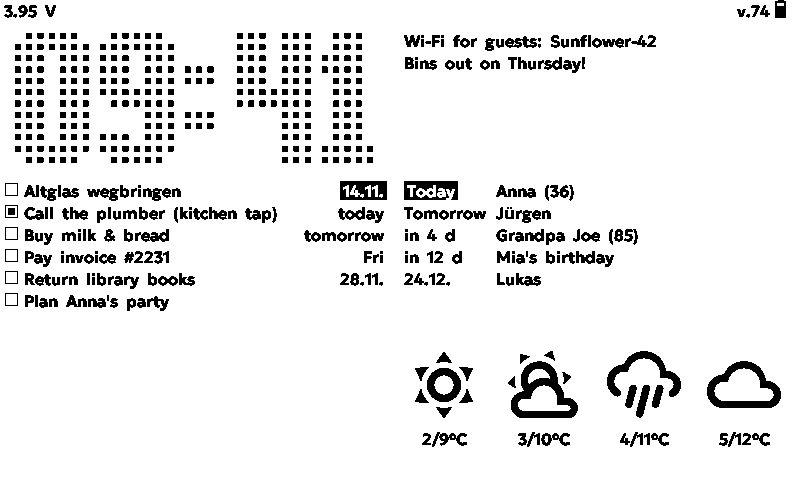 3.95 V
v.74
09:41
Wi-Fi for guests: Sunflower-42
Bins out on Thursday!
Altglas wegbringen 14.11.
Call the plumber (kitchen tap) today
Buy milk & bread tomorrow
Pay invoice #2231 Fri
Return library books 28.11.
Plan Anna's party
Today Anna (36)
Tomorrow Jürgen
in 4 d Grandpa Joe (85)
in 12 d Mia's birthday
24.12. Lukas
2/9°C 3/10°C 4/11°C 5/12°C